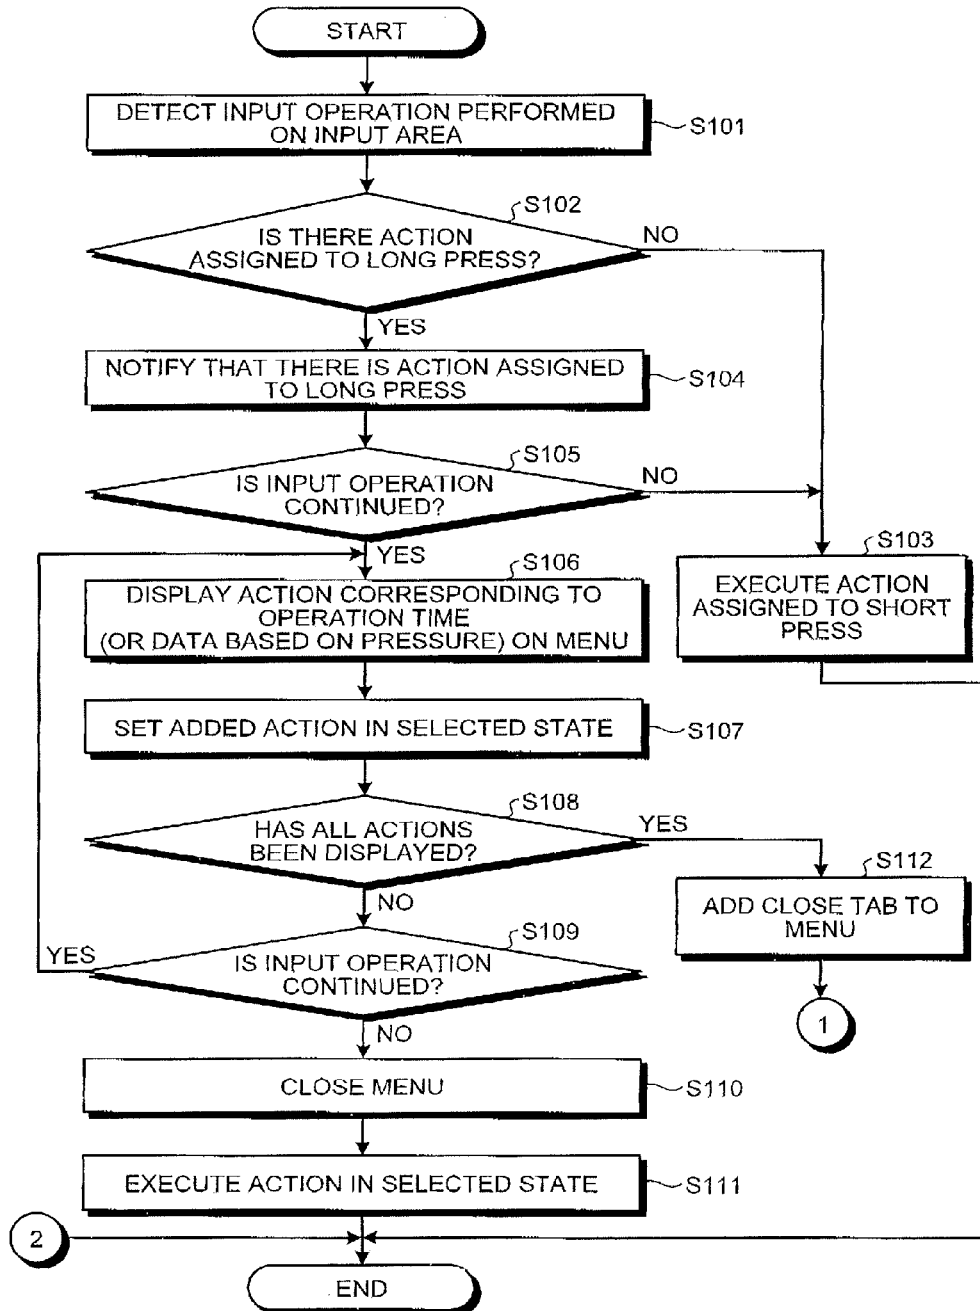 START
DETECT INPUT OPERATION PERFORMED
ON INPUT AREA
S101
S102
IS THERE ACTION
ASSIGNED TO LONG PRESS?
NO
YES
NOTIFY THAT THERE IS ACTION ASSIGNED
TO LONG PRESS
S104
S105
IS INPUT OPERATION
CONTINUED?
NO
YES
S103
EXECUTE ACTION
ASSIGNED TO SHORT
PRESS
S106
DISPLAY ACTION CORRESPONDING TO
OPERATION TIME
(OR DATA BASED ON PRESSURE) ON MENU
SET ADDED ACTION IN SELECTED STATE
S107
S108
HAS ALL ACTIONS
BEEN DISPLAYED?
YES
NO
S112
ADD CLOSE TAB TO
MENU
1
S109
YES
IS INPUT OPERATION
CONTINUED?
NO
CLOSE MENU
S110
EXECUTE ACTION IN SELECTED STATE
S111
2
END